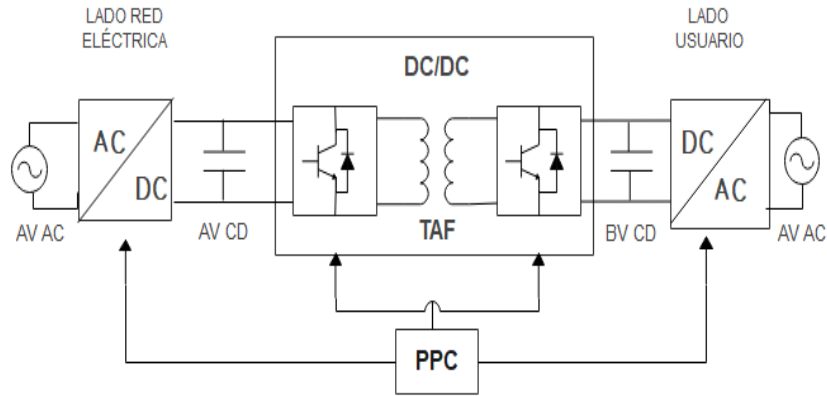 LADO RED
ELÉCTRICA
LADO
USUARIO
DC/DC
AC
DC
DC
AC
AV AC
AV CD
TAF
BV CD
AV AC
PPC